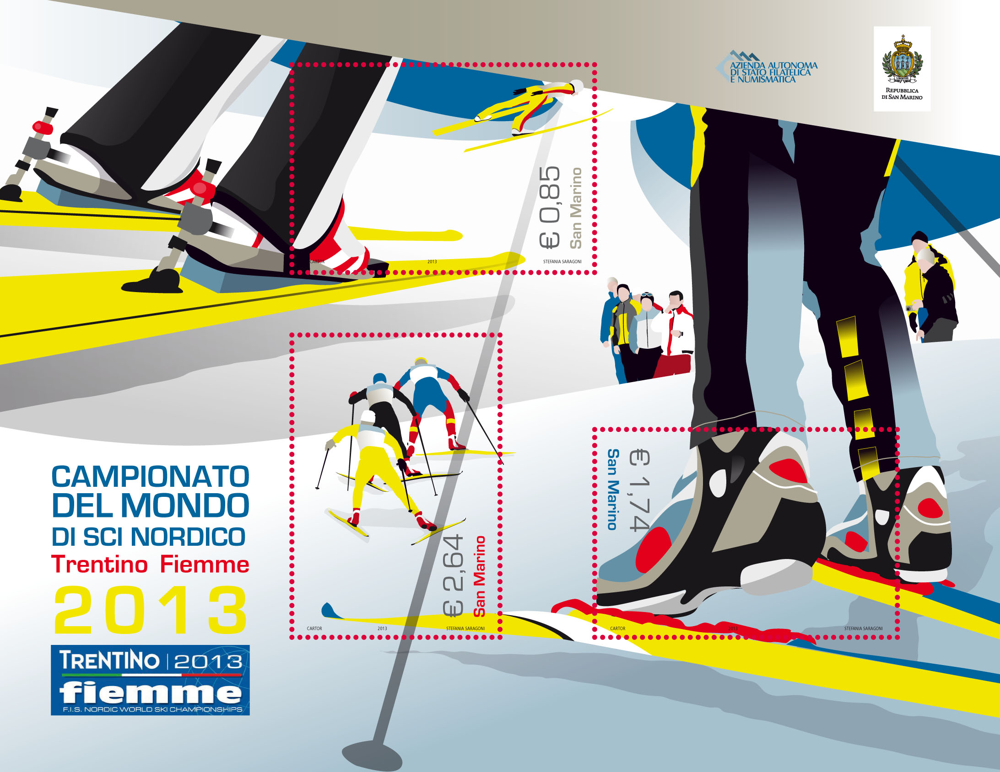 AZIENDA AUTONOMA
DI STATO FILATELICA
E NUMISMATICA
LIBERTAS
REPUBBLICA
DI SAN MARINO
€ 0,85
San Marino
CARTOR
2013
STEFANIA SARAGONI
€ 2,64
San Marino
CARTOR
2013
STEFANIA SARAGONI
€ 1,74
San Marino
CARTOR
2013
STEFANIA SARAGONI
CAMPIONATO
DEL MONDO
DI SCI NORDICO
Trentino Fiemme
2013
TRENTINO | 2013
fiemme
F.I.S. NORDIC WORLD SKI CHAMPIONSHIPS